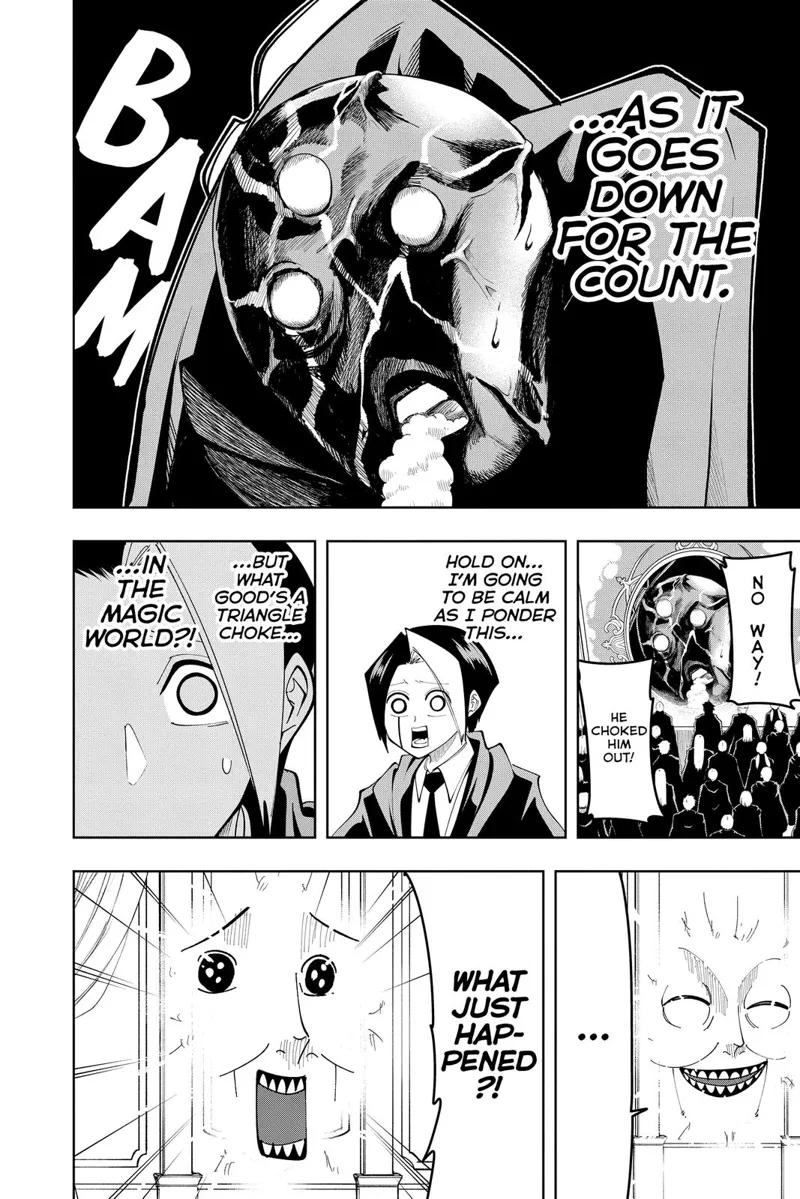 BAM
...AS IT
GOES
DOWN
FOR THE
COUNT.
NO
WAY!
HE
CHOKED
HIM
OUT!
HOLD ON...
I'M GOING
TO BE CALM
AS I PONDER
THIS...
...BUT
WHAT
GOOD'S A
TRIANGLE
CHOKE...
...IN
THE
MAGIC
WORLD?!
...
WHAT
JUST
HAP-
PENED
?!